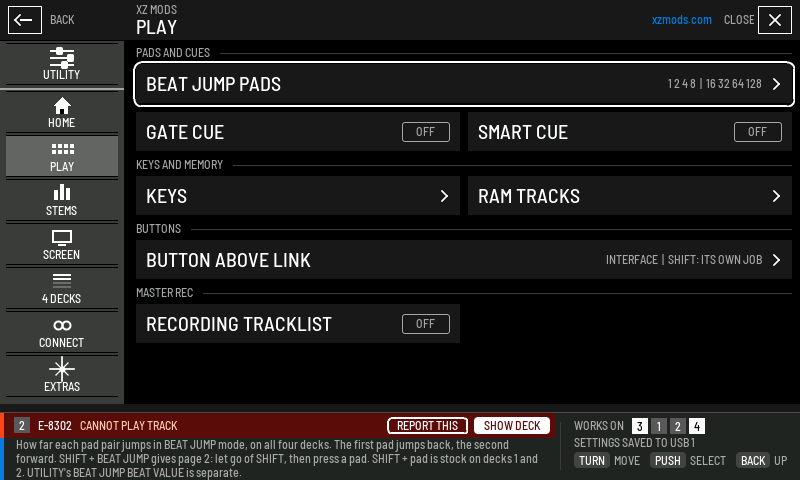 BACK
XZ MODS
PLAY
xzmods.com
CLOSE
UTILITY
HOME
PLAY
STEMS
SCREEN
4 DECKS
CONNECT
EXTRAS
PADS AND CUES
BEAT JUMP PADS
1 2 4 8 | 16 32 64 128
GATE CUE
OFF
SMART CUE
OFF
KEYS AND MEMORY
KEYS
RAM TRACKS
BUTTONS
BUTTON ABOVE LINK
INTERFACE | SHIFT: ITS OWN JOB
MASTER REC
RECORDING TRACKLIST
OFF
2 E-8302 CANNOT PLAY TRACK
REPORT THIS
SHOW DECK
How far each pad pair jumps in BEAT JUMP mode, on all four decks. The first pad jumps back, the second
forward. SHIFT + BEAT JUMP gives page 2: let go of SHIFT, then press a pad. SHIFT + pad is stock on decks 1 and
2. UTILITY's BEAT JUMP BEAT VALUE is separate.
WORKS ON 3 1 2 4
SETTINGS SAVED TO USB 1
TURN MOVE PUSH SELECT BACK UP